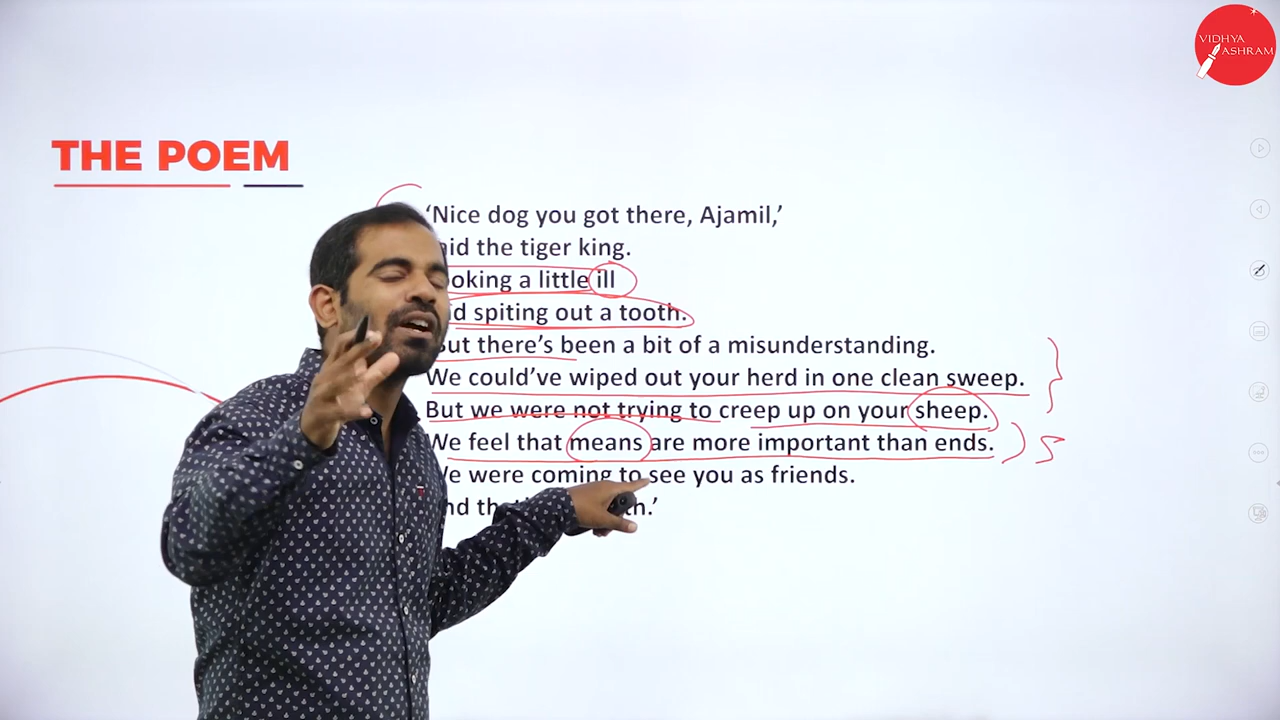 VIDHYA
ASHRAM
THE POEM
‘Nice dog you got there, Ajamil,’
aid the tiger king.
ooking a little ill
d spiting out a tooth.
But there’s been a bit of a misunderstanding.
We could’ve wiped out your herd in one clean sweep.
But we were not trying to creep up on your sheep.
We feel that means are more important than ends.
e were coming to see you as friends.
nd th th.’